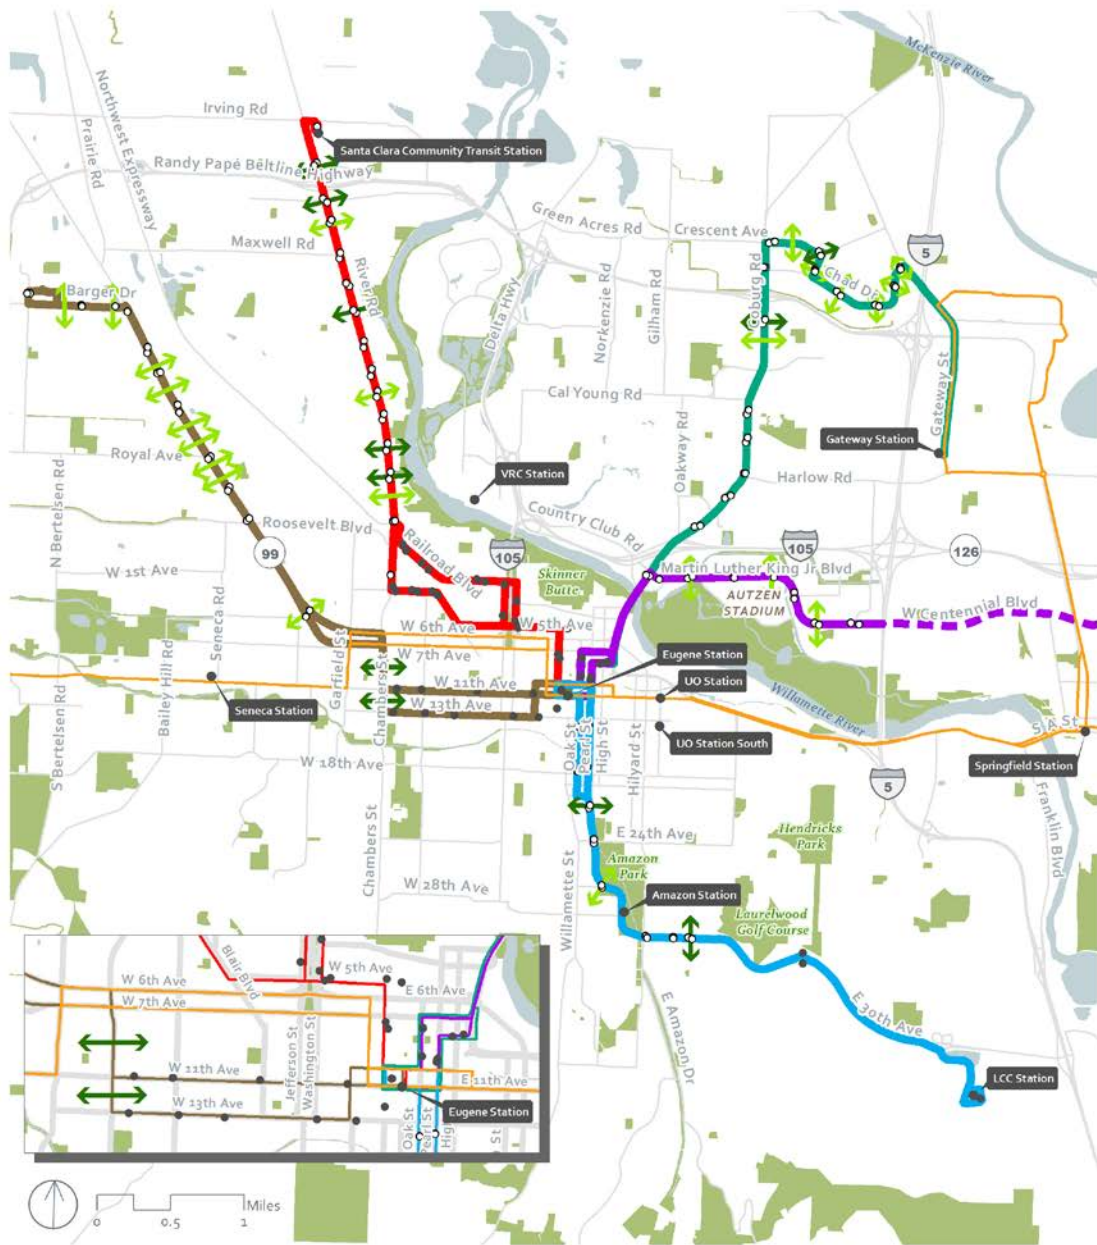 McKenzie River
Irving Rd
Northwest Expressway
Prairie Rd
Santa Clara Community Transit Station
Randy Papé Beltline Highway
Green Acres Rd
Crescent Ave
5
Maxwell Rd
River Rd
Delta Hwy
Norkenzie Rd
Gilham Rd
Coburg Rd
Chad Dr
Barger Dr
Gateway St
Cal Young Rd
Oakway Rd
Gateway Station
Royal Ave
N Bertelsen Rd
VRC Station
Harlow Rd
Roosevelt Blvd
Country Club Rd
99
Railroad Blvd
105
105
126
W 1st Ave
Skinner
Butte
Martin Luther King Jr Blvd
AUTZEN
STADIUM
W Centennial Blvd
Seneca Rd
Bailey Hill Rd
Garfield St
W 6th Ave
W 5th Ave
W 7th Ave
Chambers St
Eugene Station
W 11th Ave
UO Station
Willamette River
Seneca Station
W 13th Ave
S A St
S Bertelsen Rd
Oak St
Pearl St
High St
Hilyard St
UO Station South
Springfield Station
W 18th Ave
5
Franklin Blvd
Chambers St
E 24th Ave
Hendricks
Park
Amazon
Park
W 28th Ave
Willamette St
Amazon Station
Laurelwood
Golf Course
E 30th Ave
E Amazon Dr
LCC Station
Blair Blvd
W 5th Ave
W 6th Ave
E 6th Ave
W 7th Ave
Jefferson St
Washington St
W 11th Ave
E 11th Ave
W 13th Ave
Eugene Station
Oak St
Pearl St
High
St
0
0.5
1
Miles